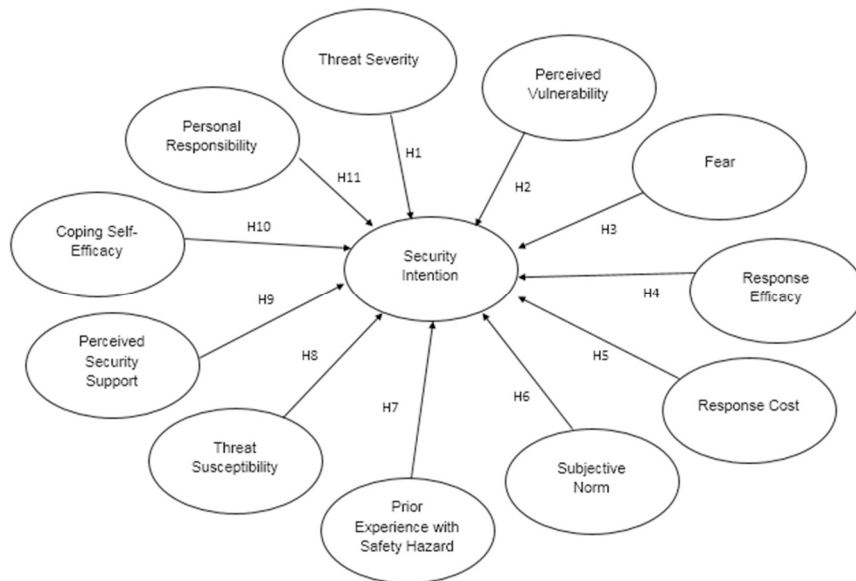 Threat Severity
Perceived
Vulnerability
Personal
Responsibility
Fear
H1
H11
H2
Coping Self-
Efficacy
H10
H3
Security
Intention
Response
Efficacy
H4
H9
Perceived
Security
Support
H8
H5
Response Cost
H7
H6
Threat
Susceptibility
Subjective
Norm
Prior
Experience with
Safety Hazard